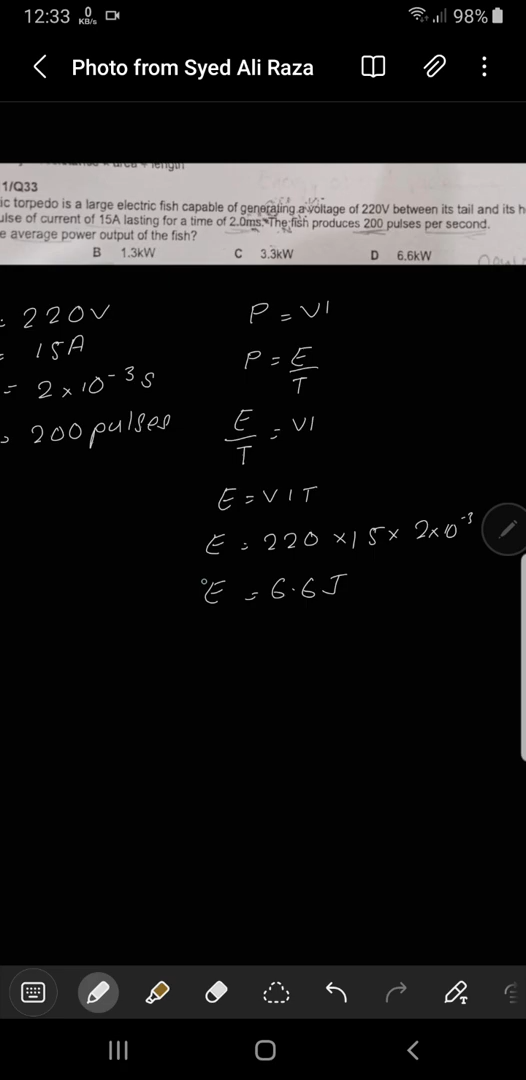 12:33 0 KB/s 98%
Photo from Syed Ali Raza
length
1/Q33
ic torpedo is a large electric fish capable of generating a voltage of 220V between its tail and its h
ulse of current of 15A lasting for a time of 2.0ms. The fish produces 200 pulses per second.
e average power output of the fish?
B 1.3kW C 3.3kW D 6.6kW
= 220V
= 15A
= 2 × 10⁻³ s
= 200 pulses
P = VI
P = E/T
E/T = VI
E = VIT
E = 220 × 15 × 2×10⁻³
E = 6.6J